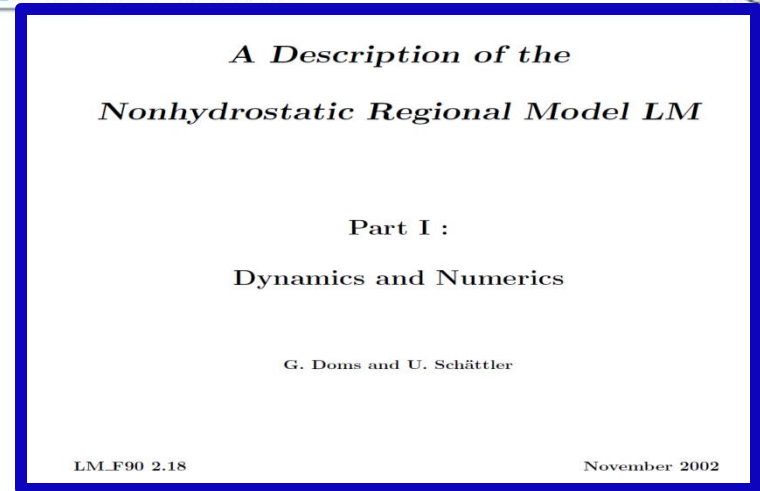 A Description of the
Nonhydrostatic Regional Model LM
Part I :
Dynamics and Numerics
G. Doms and U. Schättler
LM_F90 2.18
November 2002